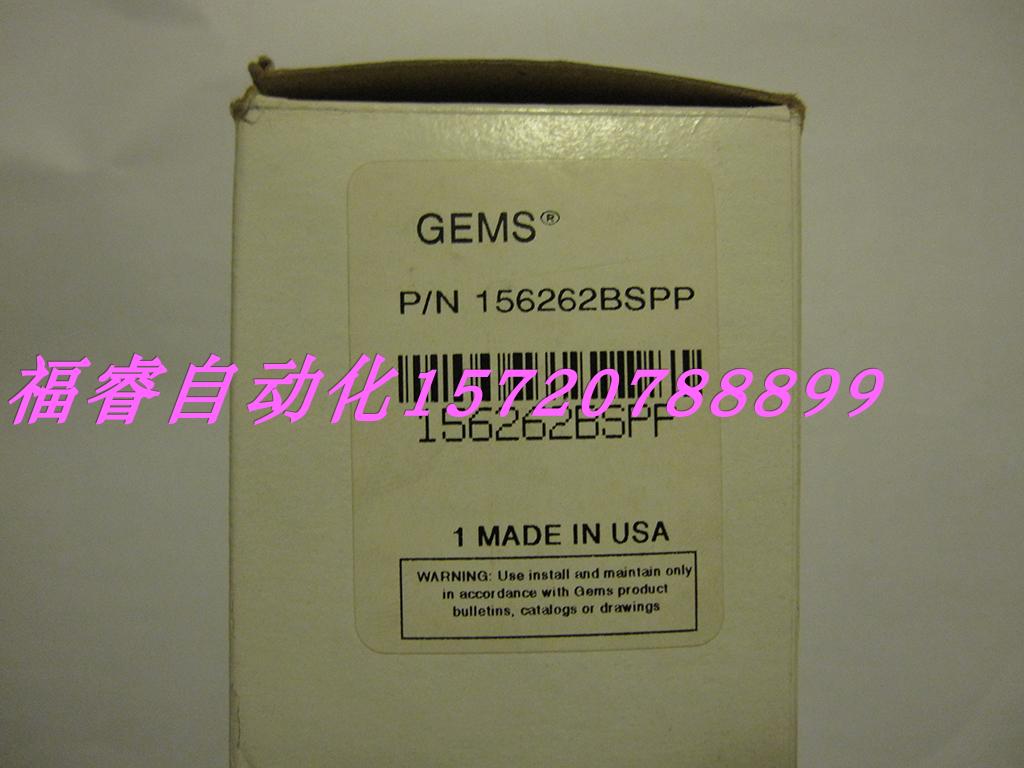 GEMS®
P/N 156262BSPP
福睿自动化15720788899
156262BSPP
1 MADE IN USA
WARNING: Use install and maintain only
in accordance with Gems product
bulletins, catalogs or drawings